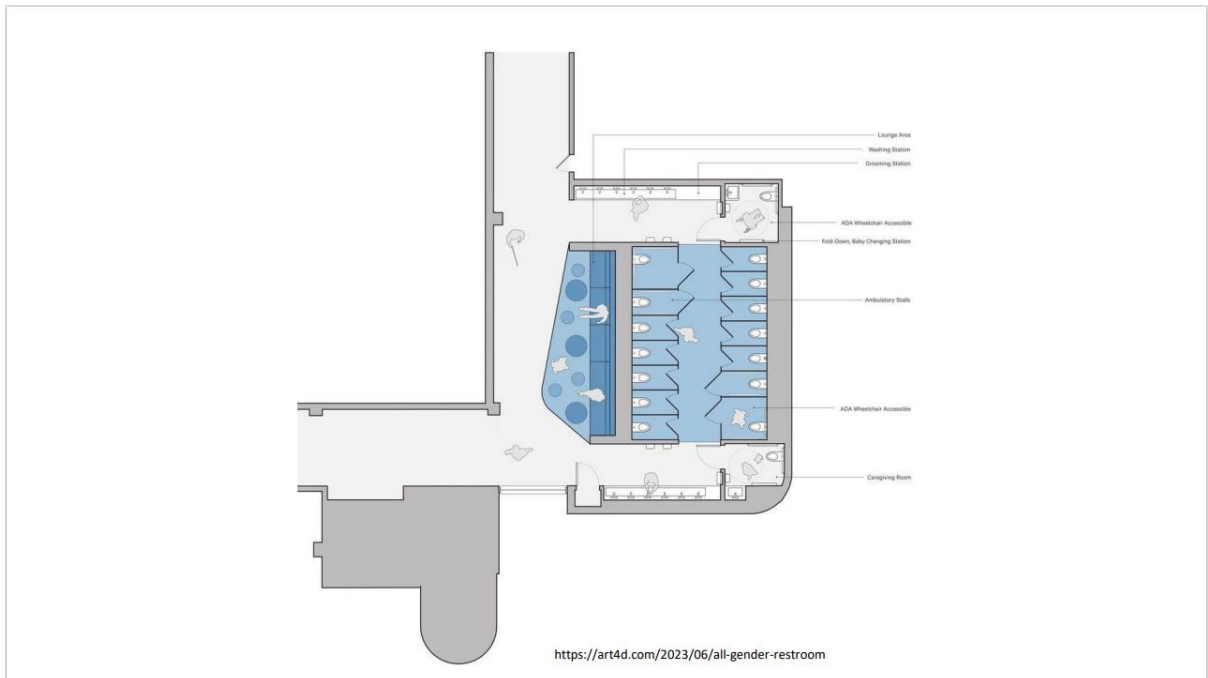 Lounge Area
Washing Station
Grooming Station
ADA Wheelchair Accessible
Fold-Down, Baby Changing Station
Ambulatory Stalls
ADA Wheelchair Accessible
Caregiving Room
https://art4d.com/2023/06/all-gender-restroom